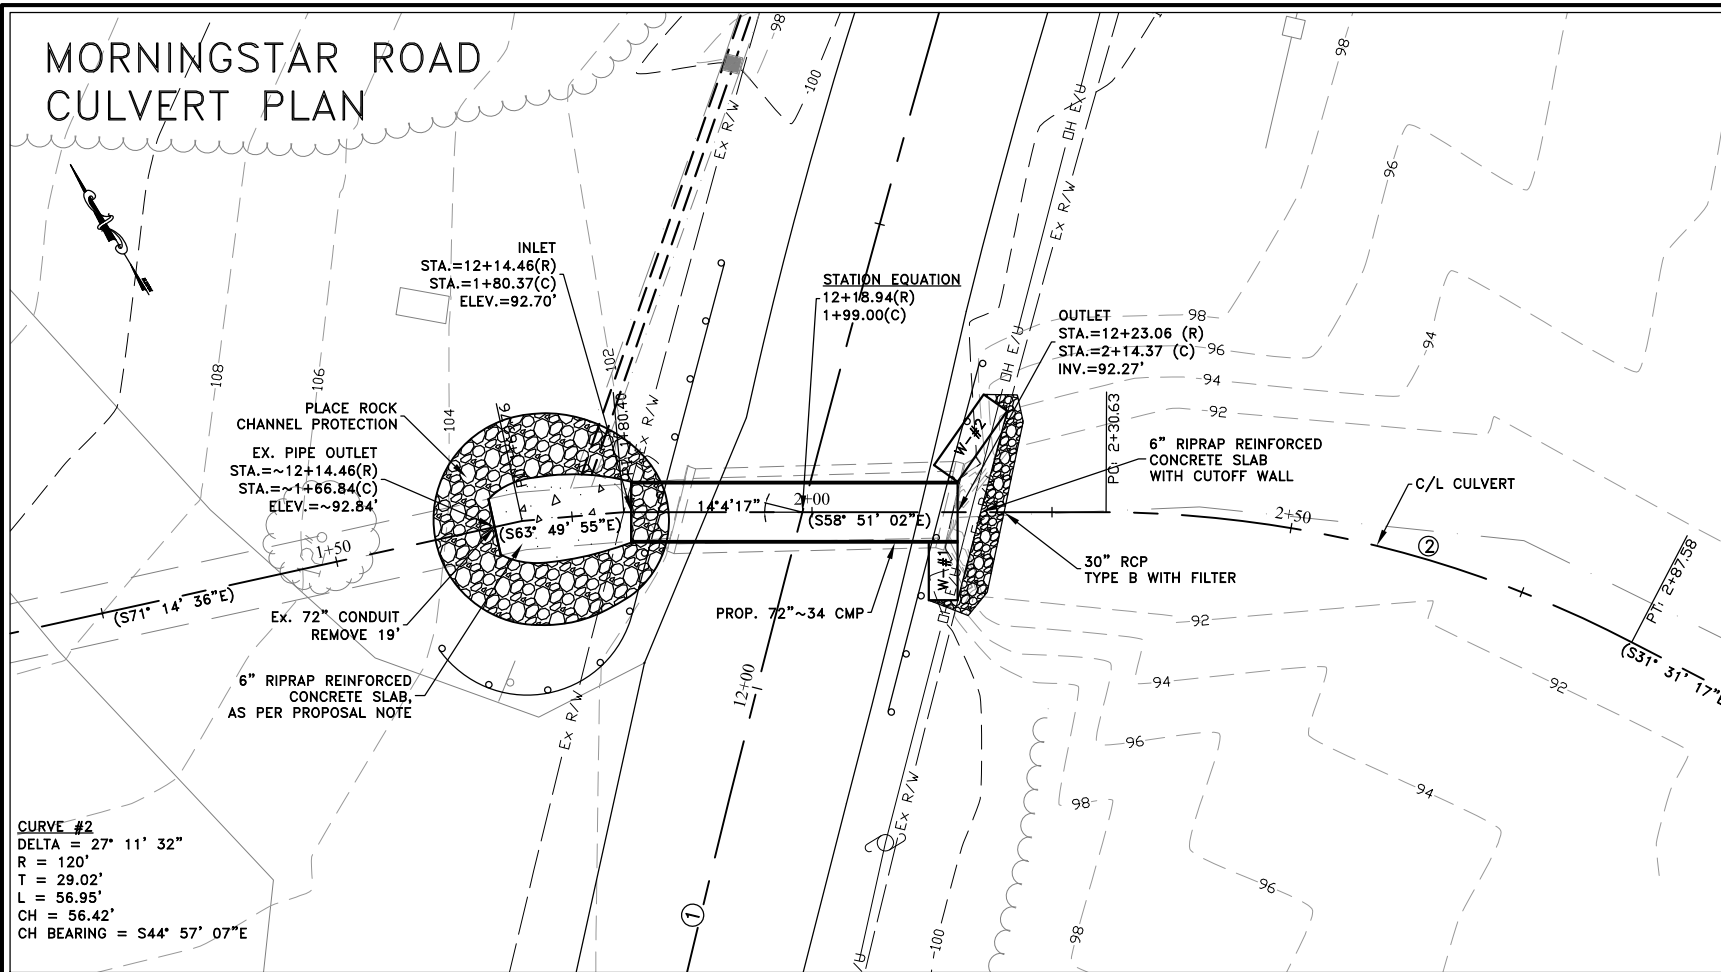 MORNINGSTAR ROAD
CULVERT PLAN
98
100
Ex R/W
OH E/U
Ex R/W
98
96
INLET
STA.=12+14.46(R)
STA.=1+80.37(C)
ELEV.=92.70'
STATION EQUATION
12+18.94(R)
1+99.00(C)
OUTLET
STA.=12+23.06 (R)
STA.=2+14.37 (C)
INV.=92.27'
98
96
94
92
94
OH E/U
108
106
104
102
PLACE ROCK
CHANNEL PROTECTION
EX. PIPE OUTLET
STA.=~12+14.46(R)
STA.=~1+66.84(C)
ELEV.=~92.84'
1+80.40
Ex R/W
W-#2
PC: 2+30.63
6" RIPRAP REINFORCED
CONCRETE SLAB
WITH CUTOFF WALL
C/L CULVERT
14°4'17"
2+00
(S58° 51' 02"E)
(S63° 49' 55"E)
2+50
2
1+50
(S71° 14' 36"E)
30" RCP
TYPE B WITH FILTER
W-#1
PT: 2+87.58
Ex. 72" CONDUIT
REMOVE 19'
PROP. 72"~34 CMP
92
(S31° 31' 17"E
6" RIPRAP REINFORCED
CONCRETE SLAB,
AS PER PROPOSAL NOTE
12+00
94
92
Ex R/W
96
94
98
Ex R/W
CURVE #2
DELTA = 27° 11' 32"
R = 120'
T = 29.02'
L = 56.95'
CH = 56.42'
CH BEARING = S44° 57' 07"E
1
96
100
98